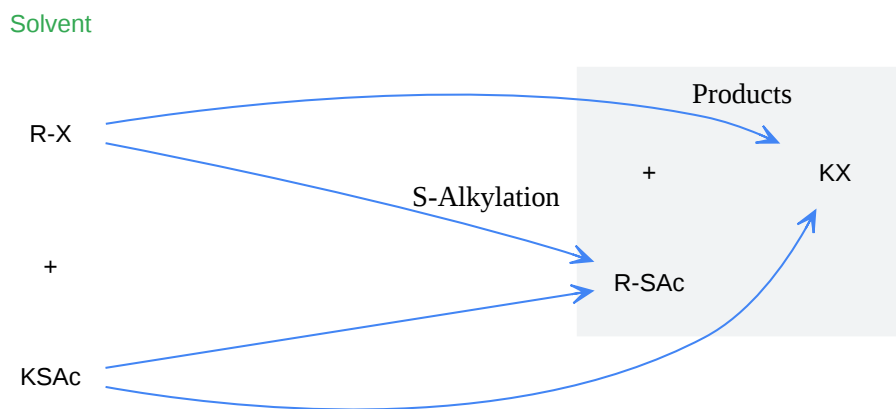 Solvent
Products
R-X
+
KX
S-Alkylation
+
R-SAc
KSAc